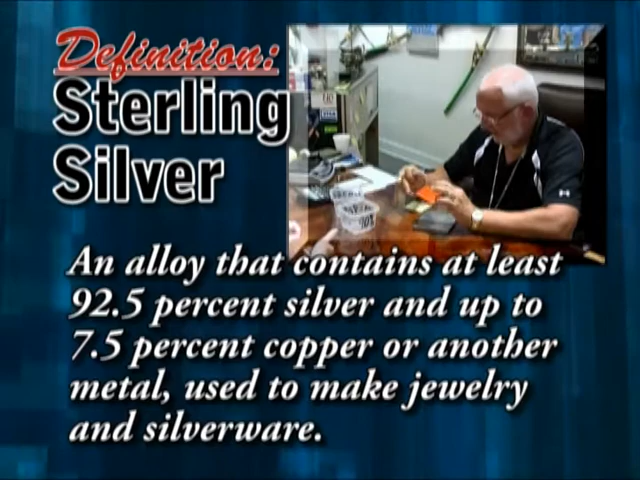 Definition:
Sterling
Silver
An alloy that contains at least
92.5 percent silver and up to
7.5 percent copper or another
metal, used to make jewelry
and silverware.